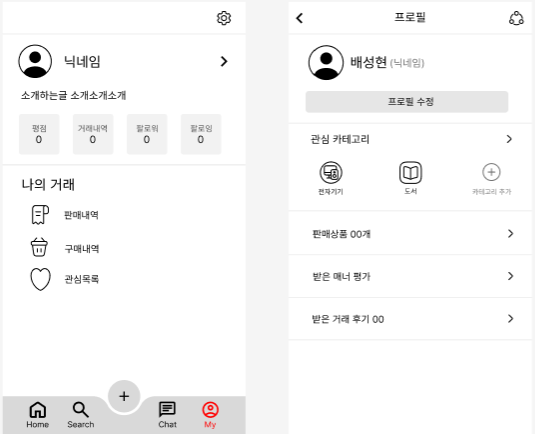 닉네임
소개하는글 소개소개소개
평점 거래내역 팔로워 팔로잉
0 0 0 0
나의 거래
판매내역
구매내역
관심목록
+
Home Search Chat My
프로필
배성현 (닉네임)
프로필 수정
관심 카테고리
전자기기 도서 카테고리 추가
판매상품 00개
받은 매너 평가
받은 거래 후기 00